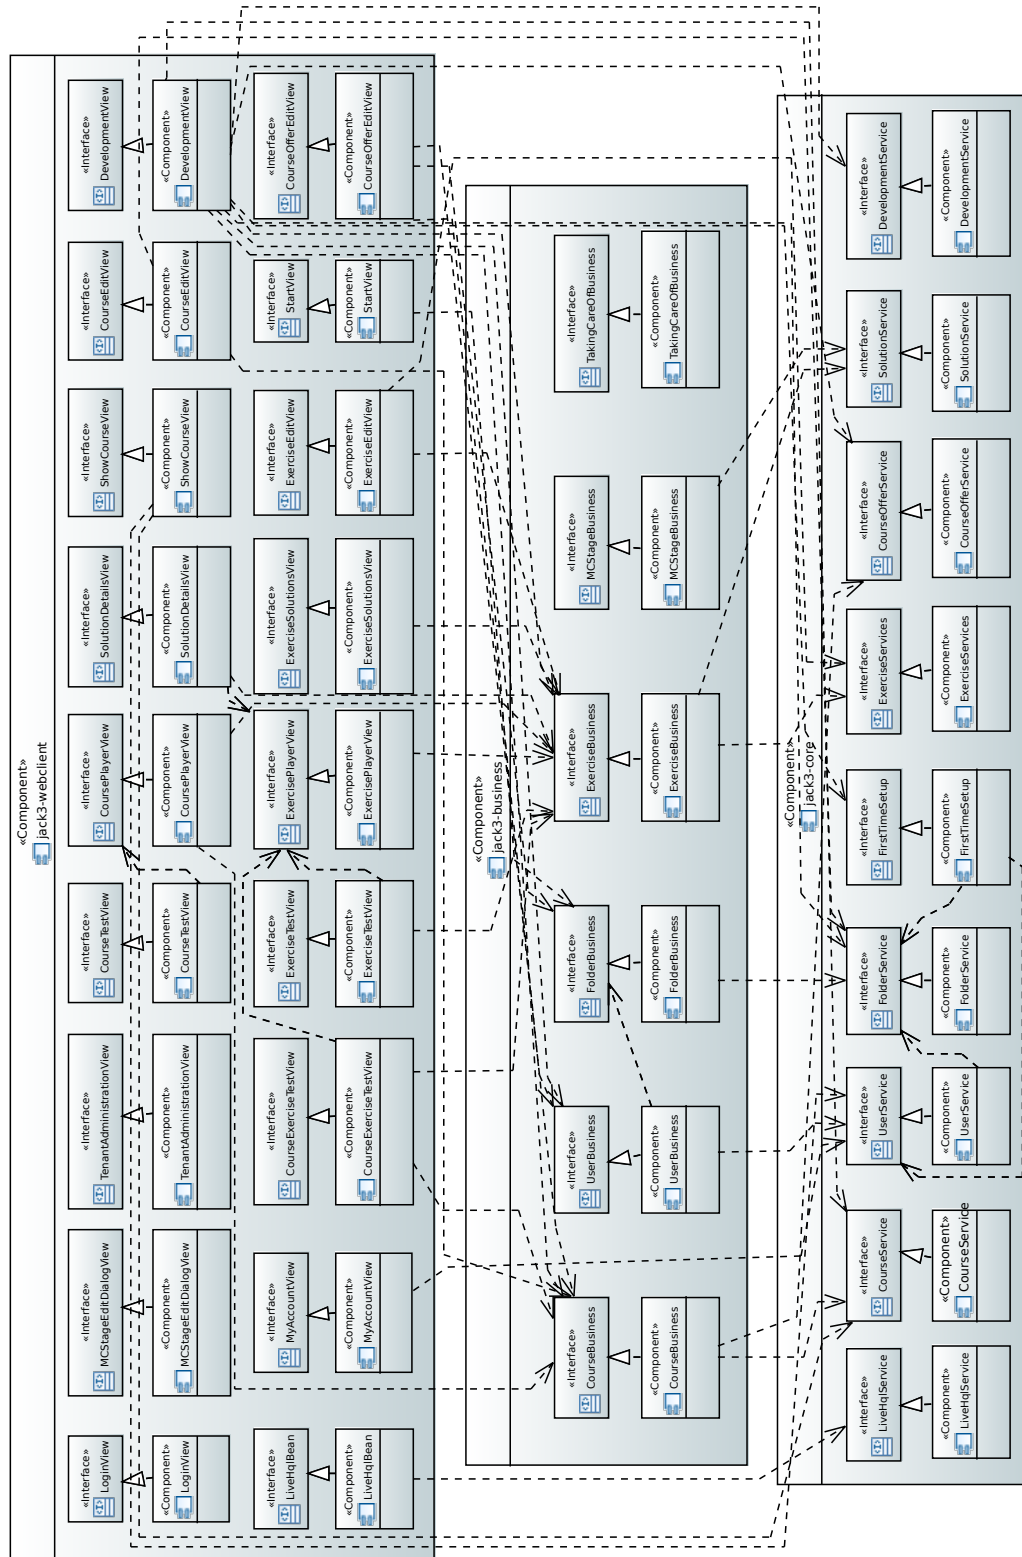 «Component»
jack3-webclient
«Interface»
LoginView
«Interface»
MCStageEditDialogView
«Interface»
TenantAdministrationView
«Interface»
CourseTestView
«Interface»
CoursePlayerView
«Interface»
SolutionDetailsView
«Interface»
ShowCourseView
«Interface»
CourseEditView
«Interface»
DevelopmentView
«Component»
LoginView
«Component»
MCStageEditDialogView
«Component»
TenantAdministrationView
«Component»
CourseTestView
«Component»
CoursePlayerView
«Component»
SolutionDetailsView
«Component»
ShowCourseView
«Component»
CourseEditView
«Component»
DevelopmentView
«Interface»
LiveHqlBean
«Interface»
MyAccountView
«Interface»
CourseExerciseTestView
«Interface»
ExerciseTestView
«Interface»
ExercisePlayerView
«Interface»
ExerciseSolutionsView
«Interface»
ExerciseEditView
«Interface»
StartView
«Interface»
CourseOfferEditView
«Component»
LiveHqlBean
«Component»
MyAccountView
«Component»
CourseExerciseTestView
«Component»
ExerciseTestView
«Component»
ExercisePlayerView
«Component»
ExerciseSolutionsView
«Component»
ExerciseEditView
«Component»
StartView
«Component»
CourseOfferEditView
«Component»
jack3-business
«Interface»
CourseBusiness
«Interface»
UserBusiness
«Interface»
FolderBusiness
«Interface»
ExerciseBusiness
«Interface»
MCStageBusiness
«Interface»
TakingCareOfBusiness
«Component»
CourseBusiness
«Component»
UserBusiness
«Component»
FolderBusiness
«Component»
ExerciseBusiness
«Component»
MCStageBusiness
«Component»
TakingCareOfBusiness
«Component»
jack3-core
«Interface»
LiveHqlService
«Interface»
CourseService
«Interface»
UserService
«Interface»
FolderService
«Interface»
FirstTimeSetup
«Interface»
ExerciseServices
«Interface»
CourseOfferService
«Interface»
SolutionService
«Interface»
DevelopmentService
«Component»
LiveHqlService
«Component»
CourseService
«Component»
UserService
«Component»
FolderService
«Component»
FirstTimeSetup
«Component»
ExerciseServices
«Component»
CourseOfferService
«Component»
SolutionService
«Component»
DevelopmentService